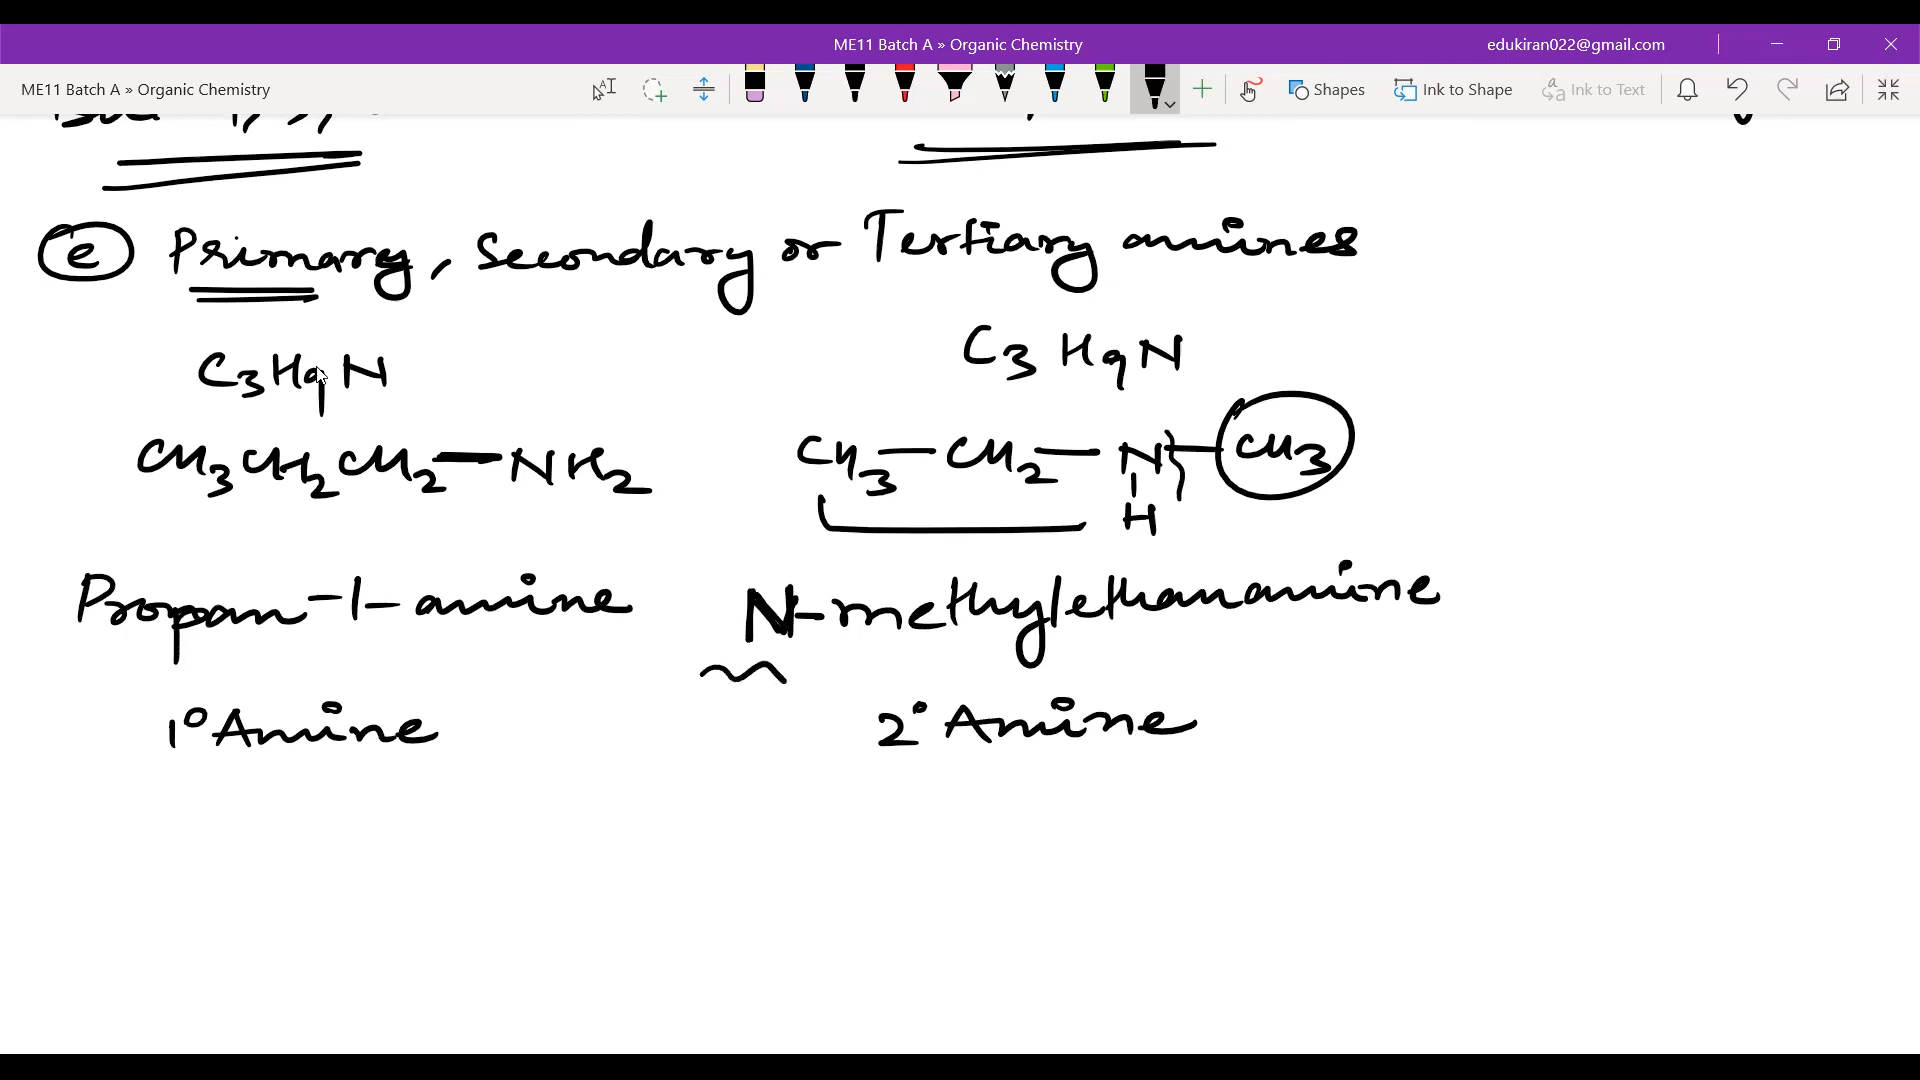 ME11 Batch A » Organic Chemistry
edukiran022@gmail.com
ME11 Batch A » Organic Chemistry
Shapes
Ink to Shape
Ink to Text
(e) Primary, Secondary or Tertiary amines
C3H9N
C3H9N
CH3CH2CH2—NH2
CH3—CH2—N—CH3
H
Propan-1-amine
N-methylethanamine
1° Amine
2° Amine